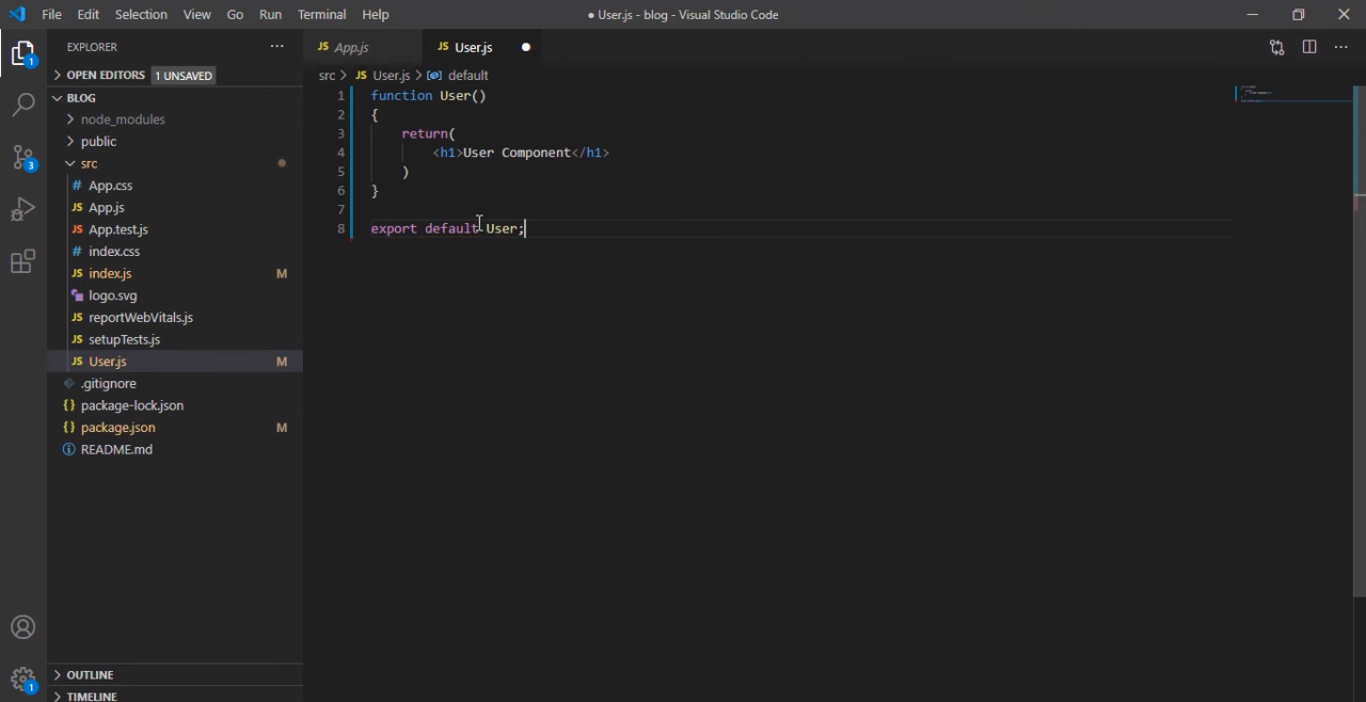 File Edit Selection View Go Run Terminal Help ● User.js - blog - Visual Studio Code
EXPLORER ···
JS App.js JS User.js ●
OPEN EDITORS 1 UNSAVED
src > JS User.js > default
BLOG
node_modules
public
src
# App.css
JS App.js
JS App.test.js
# index.css
JS index.js M
logo.svg
JS reportWebVitals.js
JS setupTests.js
JS User.js M
.gitignore
{} package-lock.json
{} package.json M
README.md
OUTLINE
TIMELINE
1
3
1
1 function User()
2 {
3 return(
4 <h1>User Component</h1>
5 )
6 }
7
8 export default User;